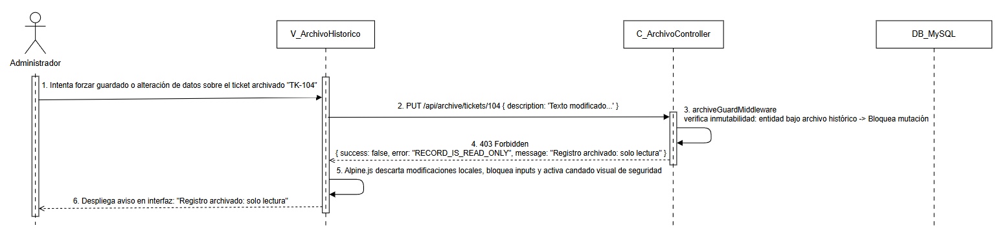 V_ArchivoHistorico
C_ArchivoController
DB_MySQL
Administrador
1. Intenta forzar guardado o alteración de datos sobre el ticket archivado "TK-104"
2. PUT /api/archive/tickets/104 { description: 'Texto modificado...' }
3. archiveGuardMiddleware
verifica inmutabilidad: entidad bajo archivo histórico -> Bloquea mutación
4. 403 Forbidden
{ success: false, error: "RECORD_IS_READ_ONLY", message: "Registro archivado: solo lectura" }
5. Alpine.js descarta modificaciones locales, bloquea inputs y activa candado visual de seguridad
6. Despliega aviso en interfaz: "Registro archivado: solo lectura"